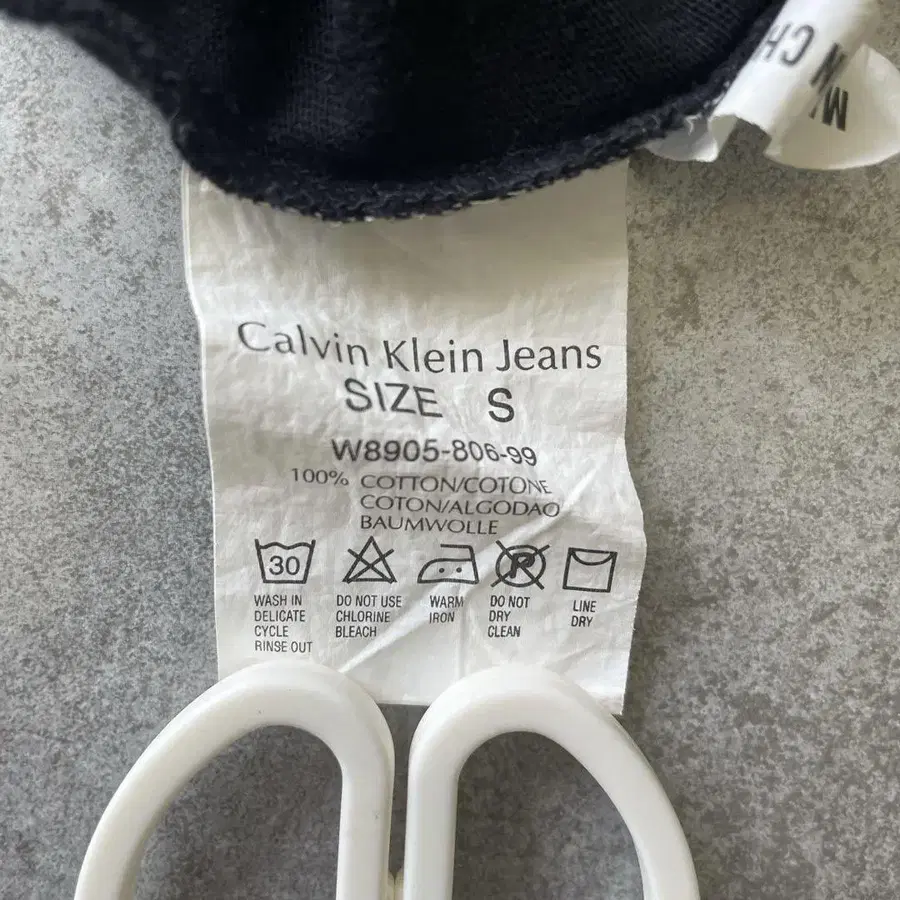 Calvin Klein Jeans
SIZE S
W8905-806-99
100% COTTON/COTONE
COTON/ALGODAO
BAUMWOLLE
30
P
WASH IN
DELICATE
CYCLE
RINSE OUT
DO NOT USE
CHLORINE
BLEACH
WARM
IRON
DO NOT
DRY
CLEAN
LINE
DRY